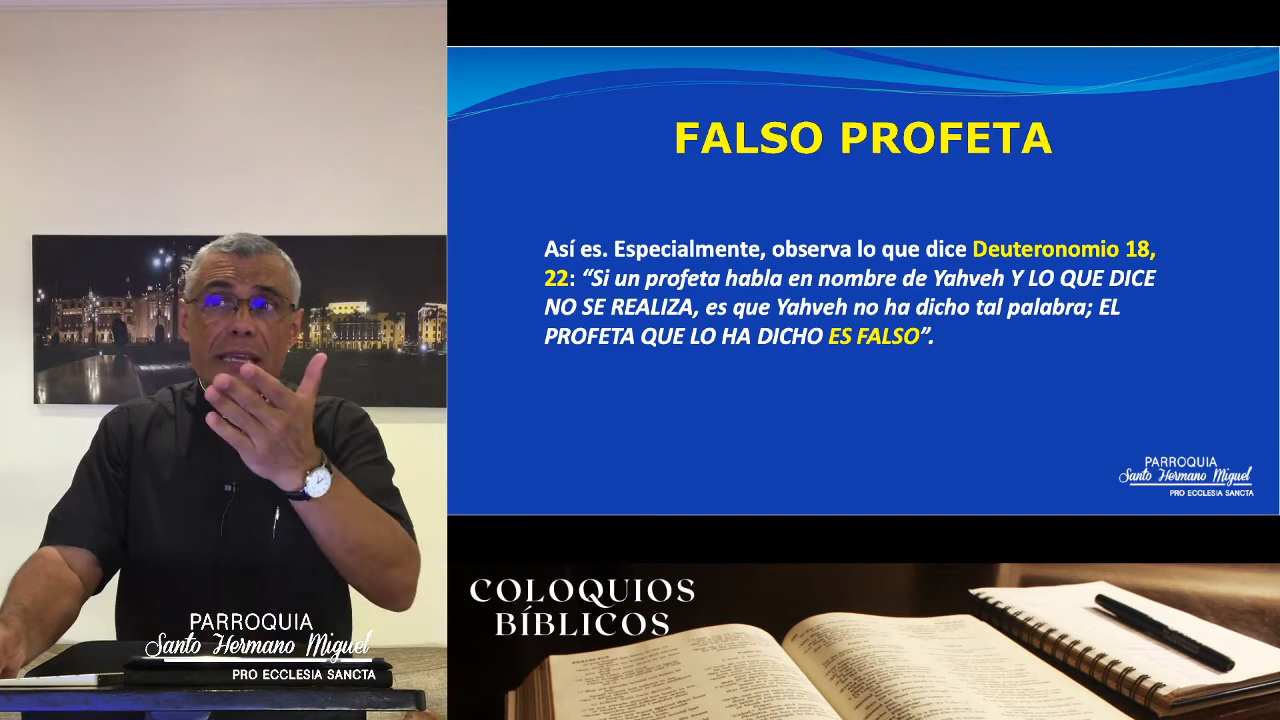 FALSO PROFETA
Así es. Especialmente, observa lo que dice Deuteronomio 18,
22: “Si un profeta habla en nombre de Yahveh Y LO QUE DICE
NO SE REALIZA, es que Yahveh no ha dicho tal palabra; EL
PROFETA QUE LO HA DICHO ES FALSO”.
PARROQUIA
Santo Hermano Miguel
PRO ECCLESIA SANCTA
COLOQUIOS
BÍBLICOS
PARROQUIA
Santo Hermano Miguel
PRO ECCLESIA SANCTA